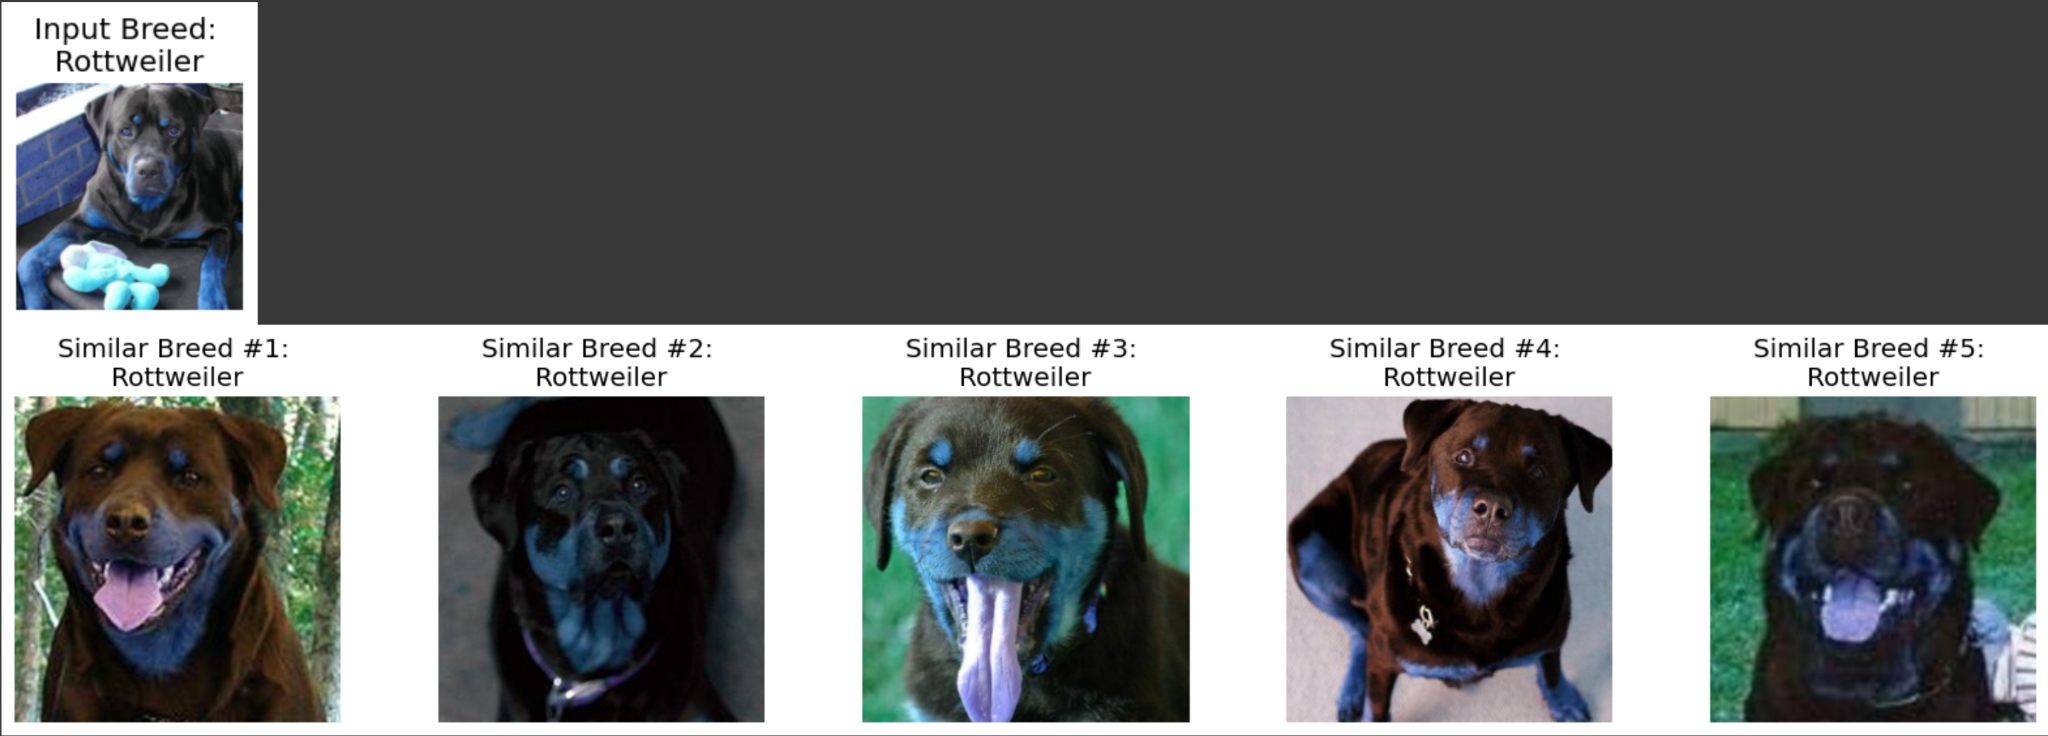 Input Breed:
Rottweiler
Similar Breed #1:
Rottweiler
Similar Breed #2:
Rottweiler
Similar Breed #3:
Rottweiler
Similar Breed #4:
Rottweiler
Similar Breed #5:
Rottweiler